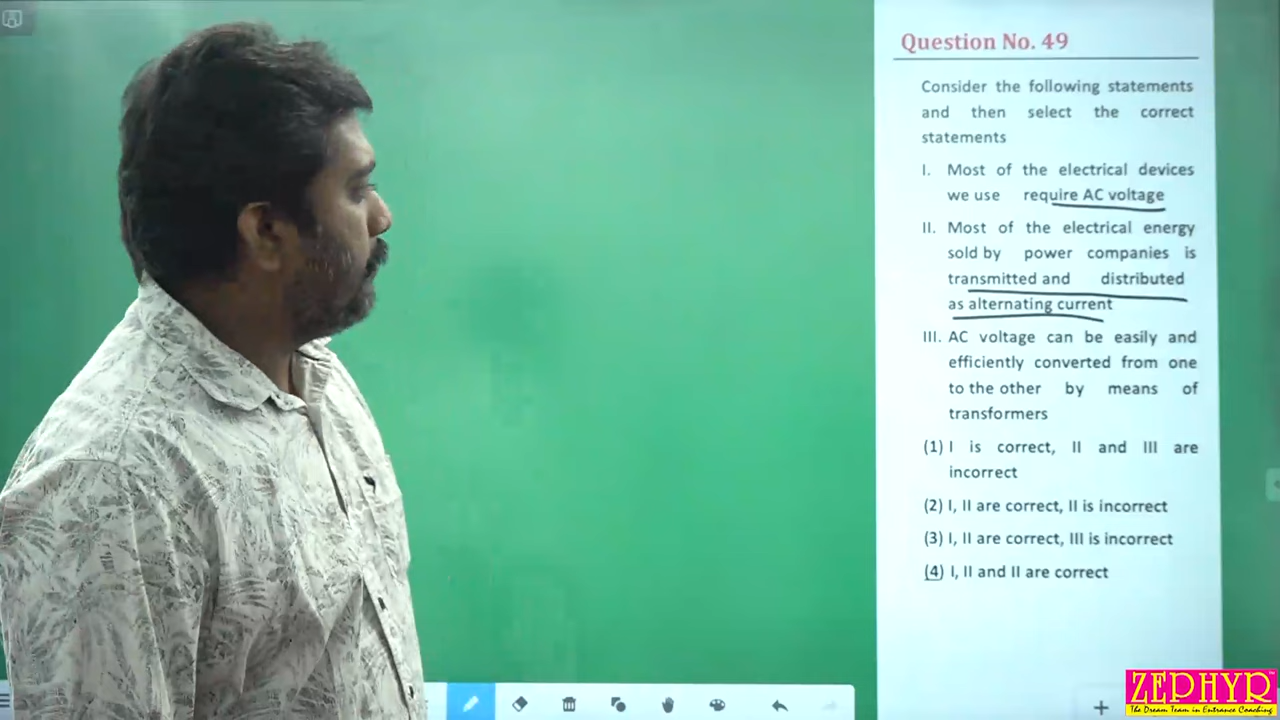 Question No. 49
Consider the following statements
and then select the correct
statements
I. Most of the electrical devices
we use require AC voltage
II. Most of the electrical energy
sold by power companies is
transmitted and distributed
as alternating current
III. AC voltage can be easily and
efficiently converted from one
to the other by means of
transformers
(1) I is correct, II and III are
incorrect
(2) I, II are correct, II is incorrect
(3) I, II are correct, III is incorrect
(4) I, II and II are correct
ZEPHYR
The Dream Team in Entrance Coaching